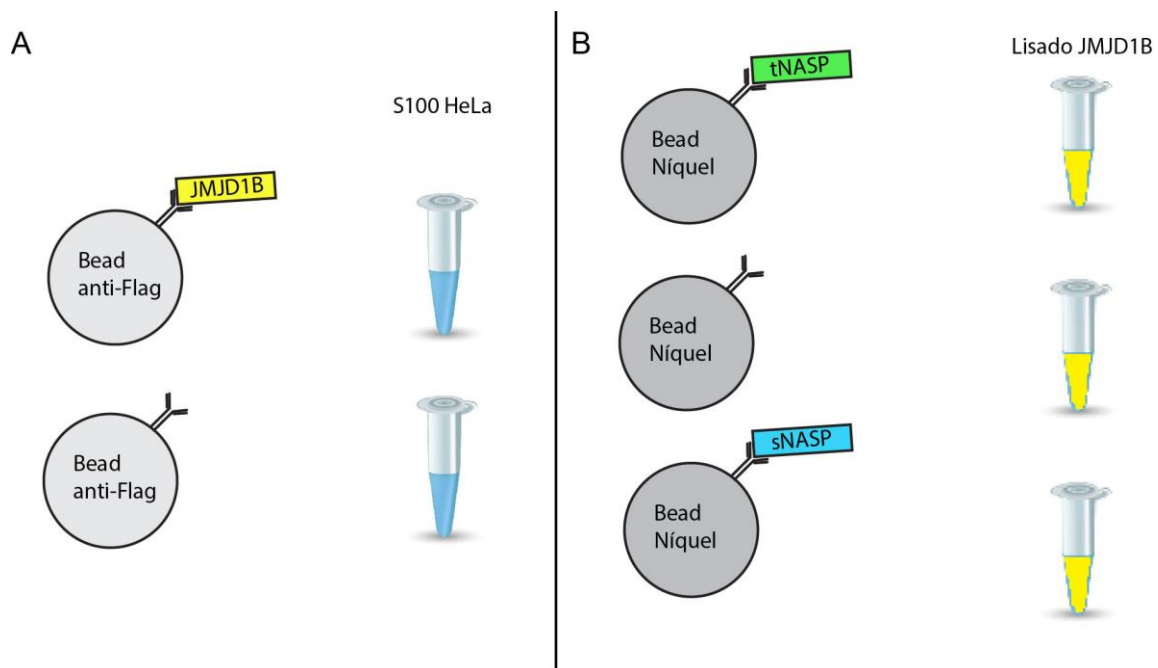 A
S100 HeLa
JMJD1B
Bead
anti-Flag
Bead
anti-Flag
B
Lisado JMJD1B
tNASP
Bead
Níquel
Bead
Níquel
sNASP
Bead
Níquel